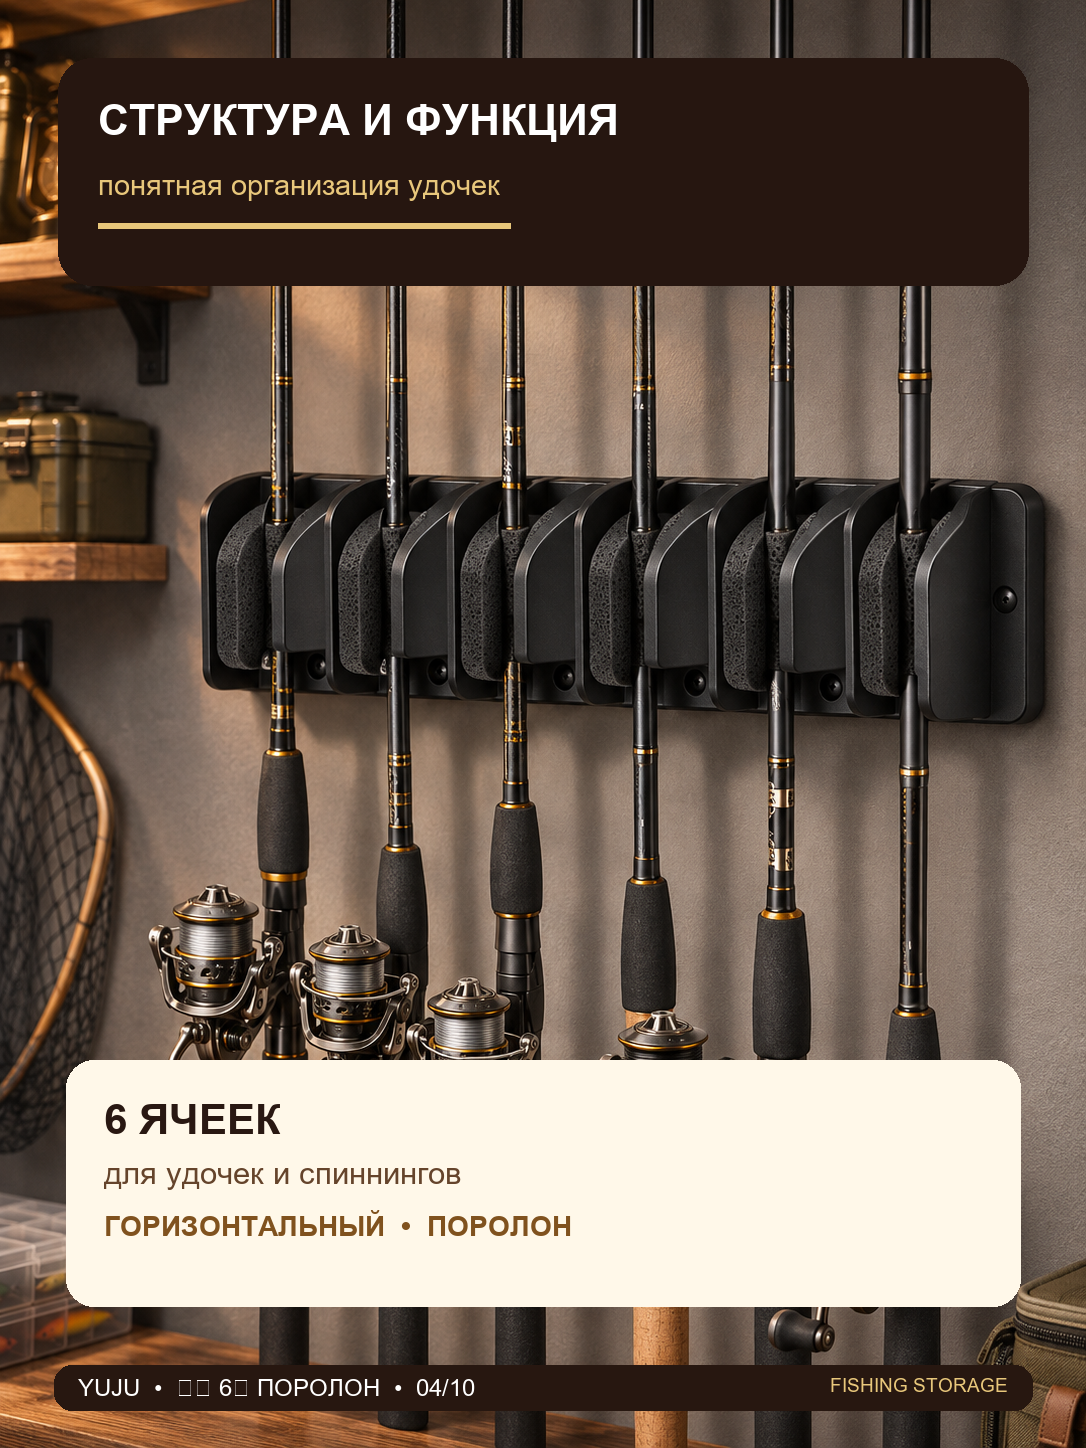 СТРУКТУРА И ФУНКЦИЯ
понятная организация удочек
6 ЯЧЕЕК
для удочек и спиннингов
ГОРИЗОНТАЛЬНЫЙ • ПОРОЛОН
YUJU • □□ 6□ ПОРОЛОН • 04/10
FISHING STORAGE